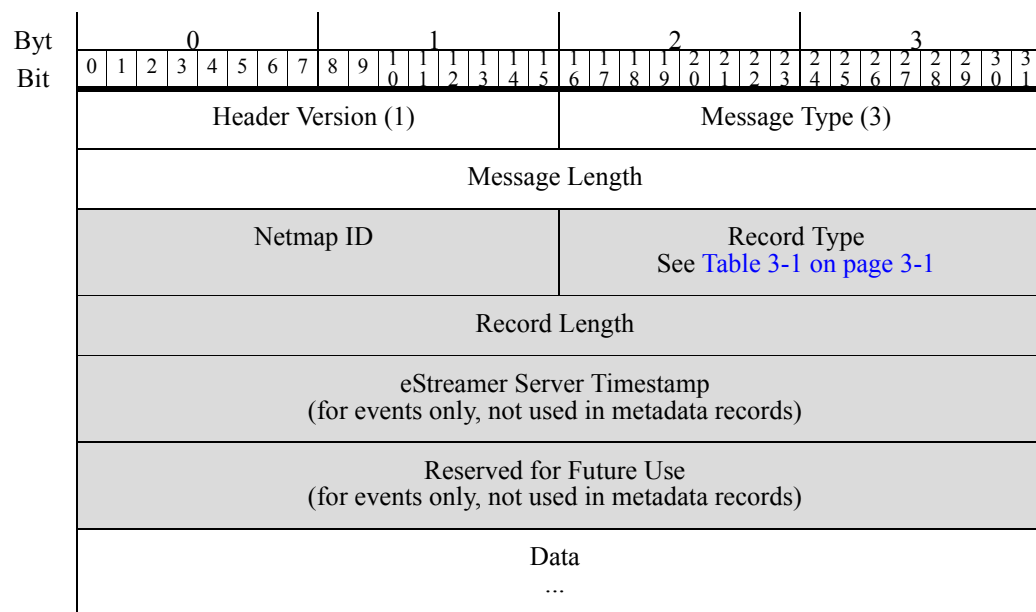 Byt 0 1 2 3
Bit 0 1 2 3 4 5 6 7 8 9 10 11 12 13 14 15 16 17 18 19 20 21 22 23 24 25 26 27 28 29 30 31
Header Version (1) Message Type (3)
Message Length
Netmap ID Record Type
See Table 3-1 on page 3-1
Record Length
eStreamer Server Timestamp
(for events only, not used in metadata records)
Reserved for Future Use
(for events only, not used in metadata records)
Data
...